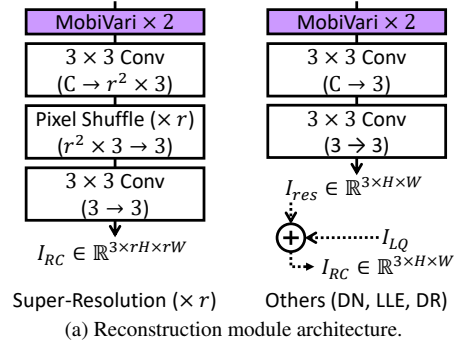 MobiVari × 2
3 × 3 Conv
(C → r² × 3)
Pixel Shuffle (× r)
(r² × 3 → 3)
3 × 3 Conv
(3 → 3)
I_RC ∈ ℝ^{3×rH×rW}
Super-Resolution (× r)
MobiVari × 2
3 × 3 Conv
(C → 3)
3 × 3 Conv
(3 → 3)
I_res ∈ ℝ^{3×H×W}
+
I_LQ
I_RC ∈ ℝ^{3×H×W}
Others (DN, LLE, DR)
(a) Reconstruction module architecture.